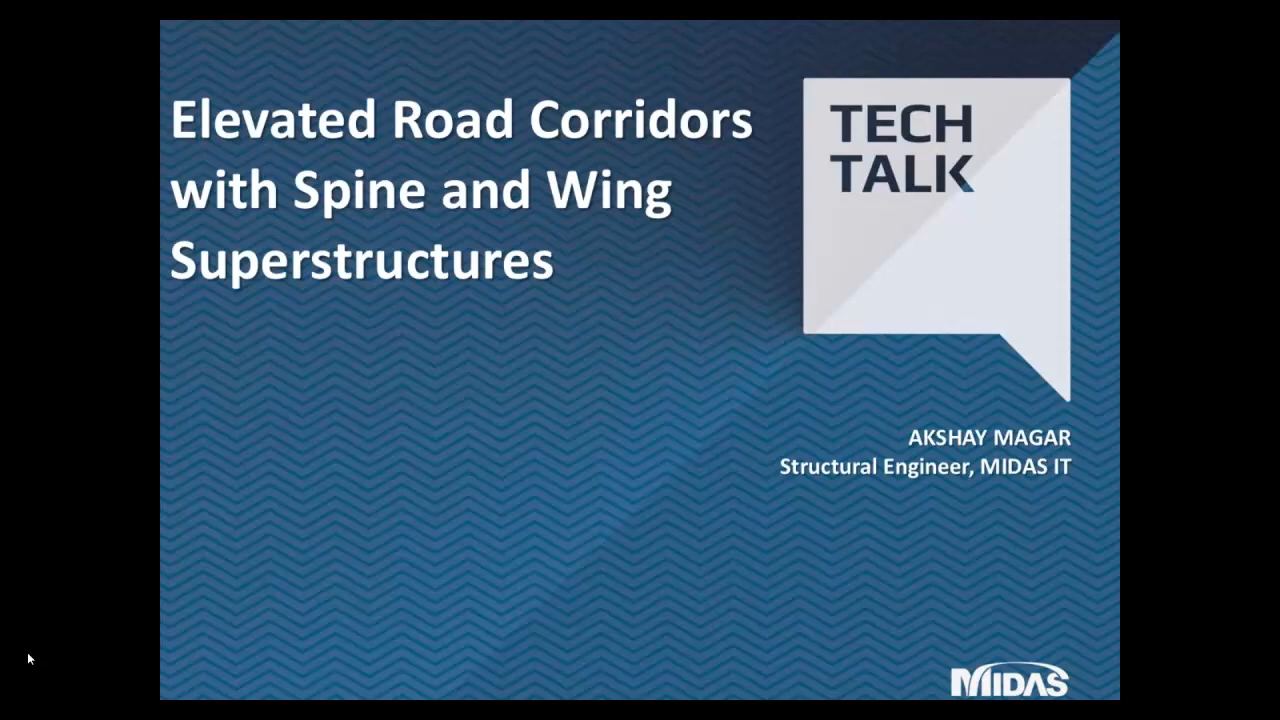 Elevated Road Corridors
with Spine and Wing
Superstructures
TECH
TALK
AKSHAY MAGAR
Structural Engineer, MIDAS IT
MIDAS